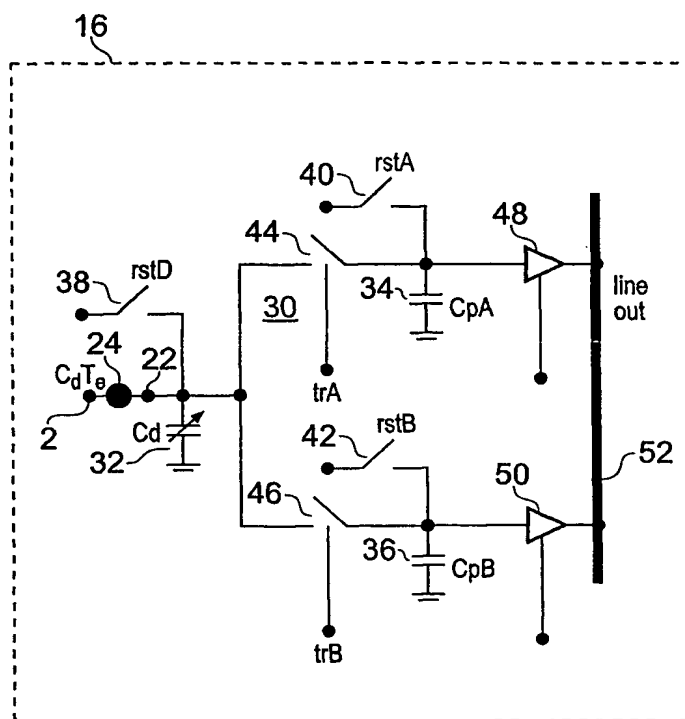 16
40 rstA
44
48
38 rstD
34
CpA
line
out
30
24
CdTe 22
trA
2
Cd
32
42 rstB
46
50
52
36
CpB
trB